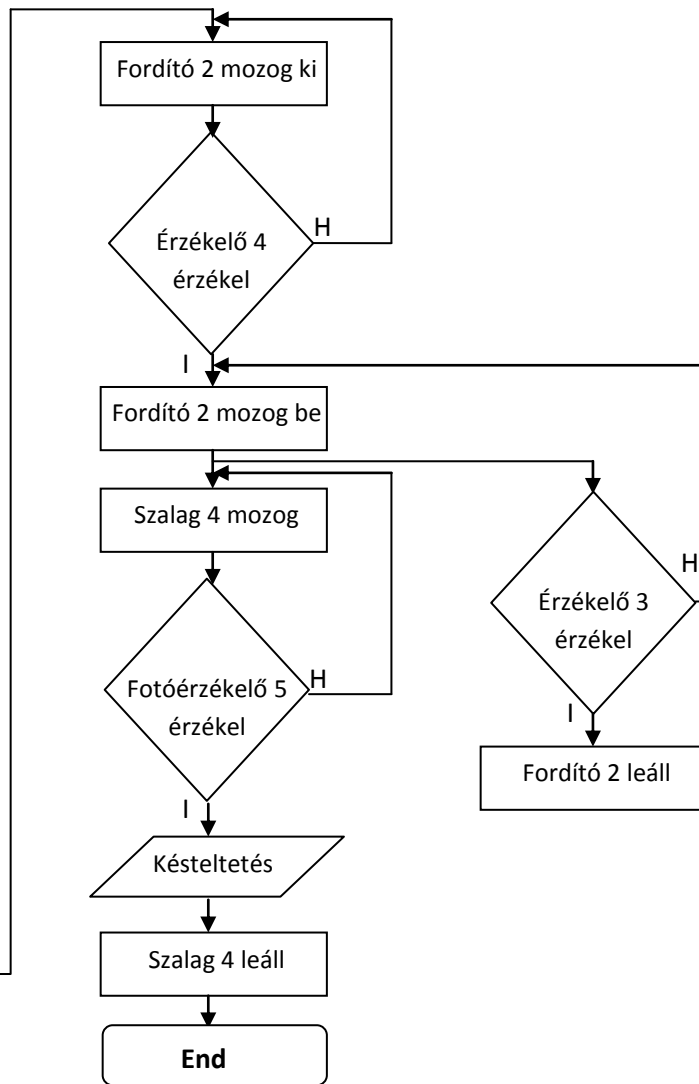 Fordító 2 mozog ki
Érzékelő 4
érzékel
H
I
Fordító 2 mozog be
Szalag 4 mozog
Fotóérzékelő 5
érzékel
H
I
Késteltetés
Szalag 4 leáll
End
Érzékelő 3
érzékel
H
I
Fordító 2 leáll